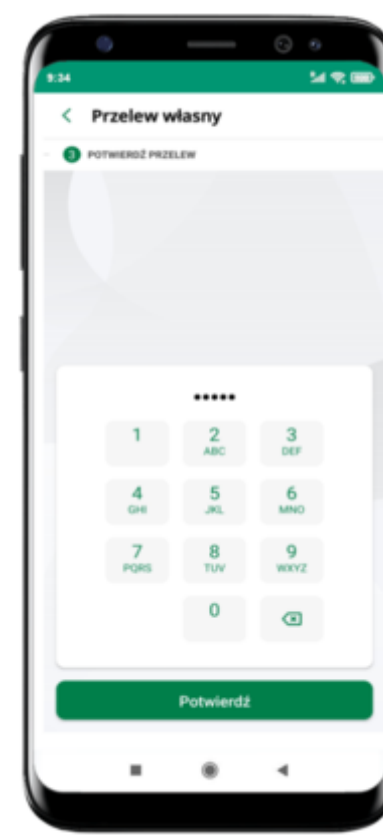 9:34
Przelew własny
3 POTWIERDŹ PRZELEW
•••••
1 2 3
ABC DEF
4 5 6
GHI JKL MNO
7 8 9
PQRS TUV WXYZ
0
Potwierdź